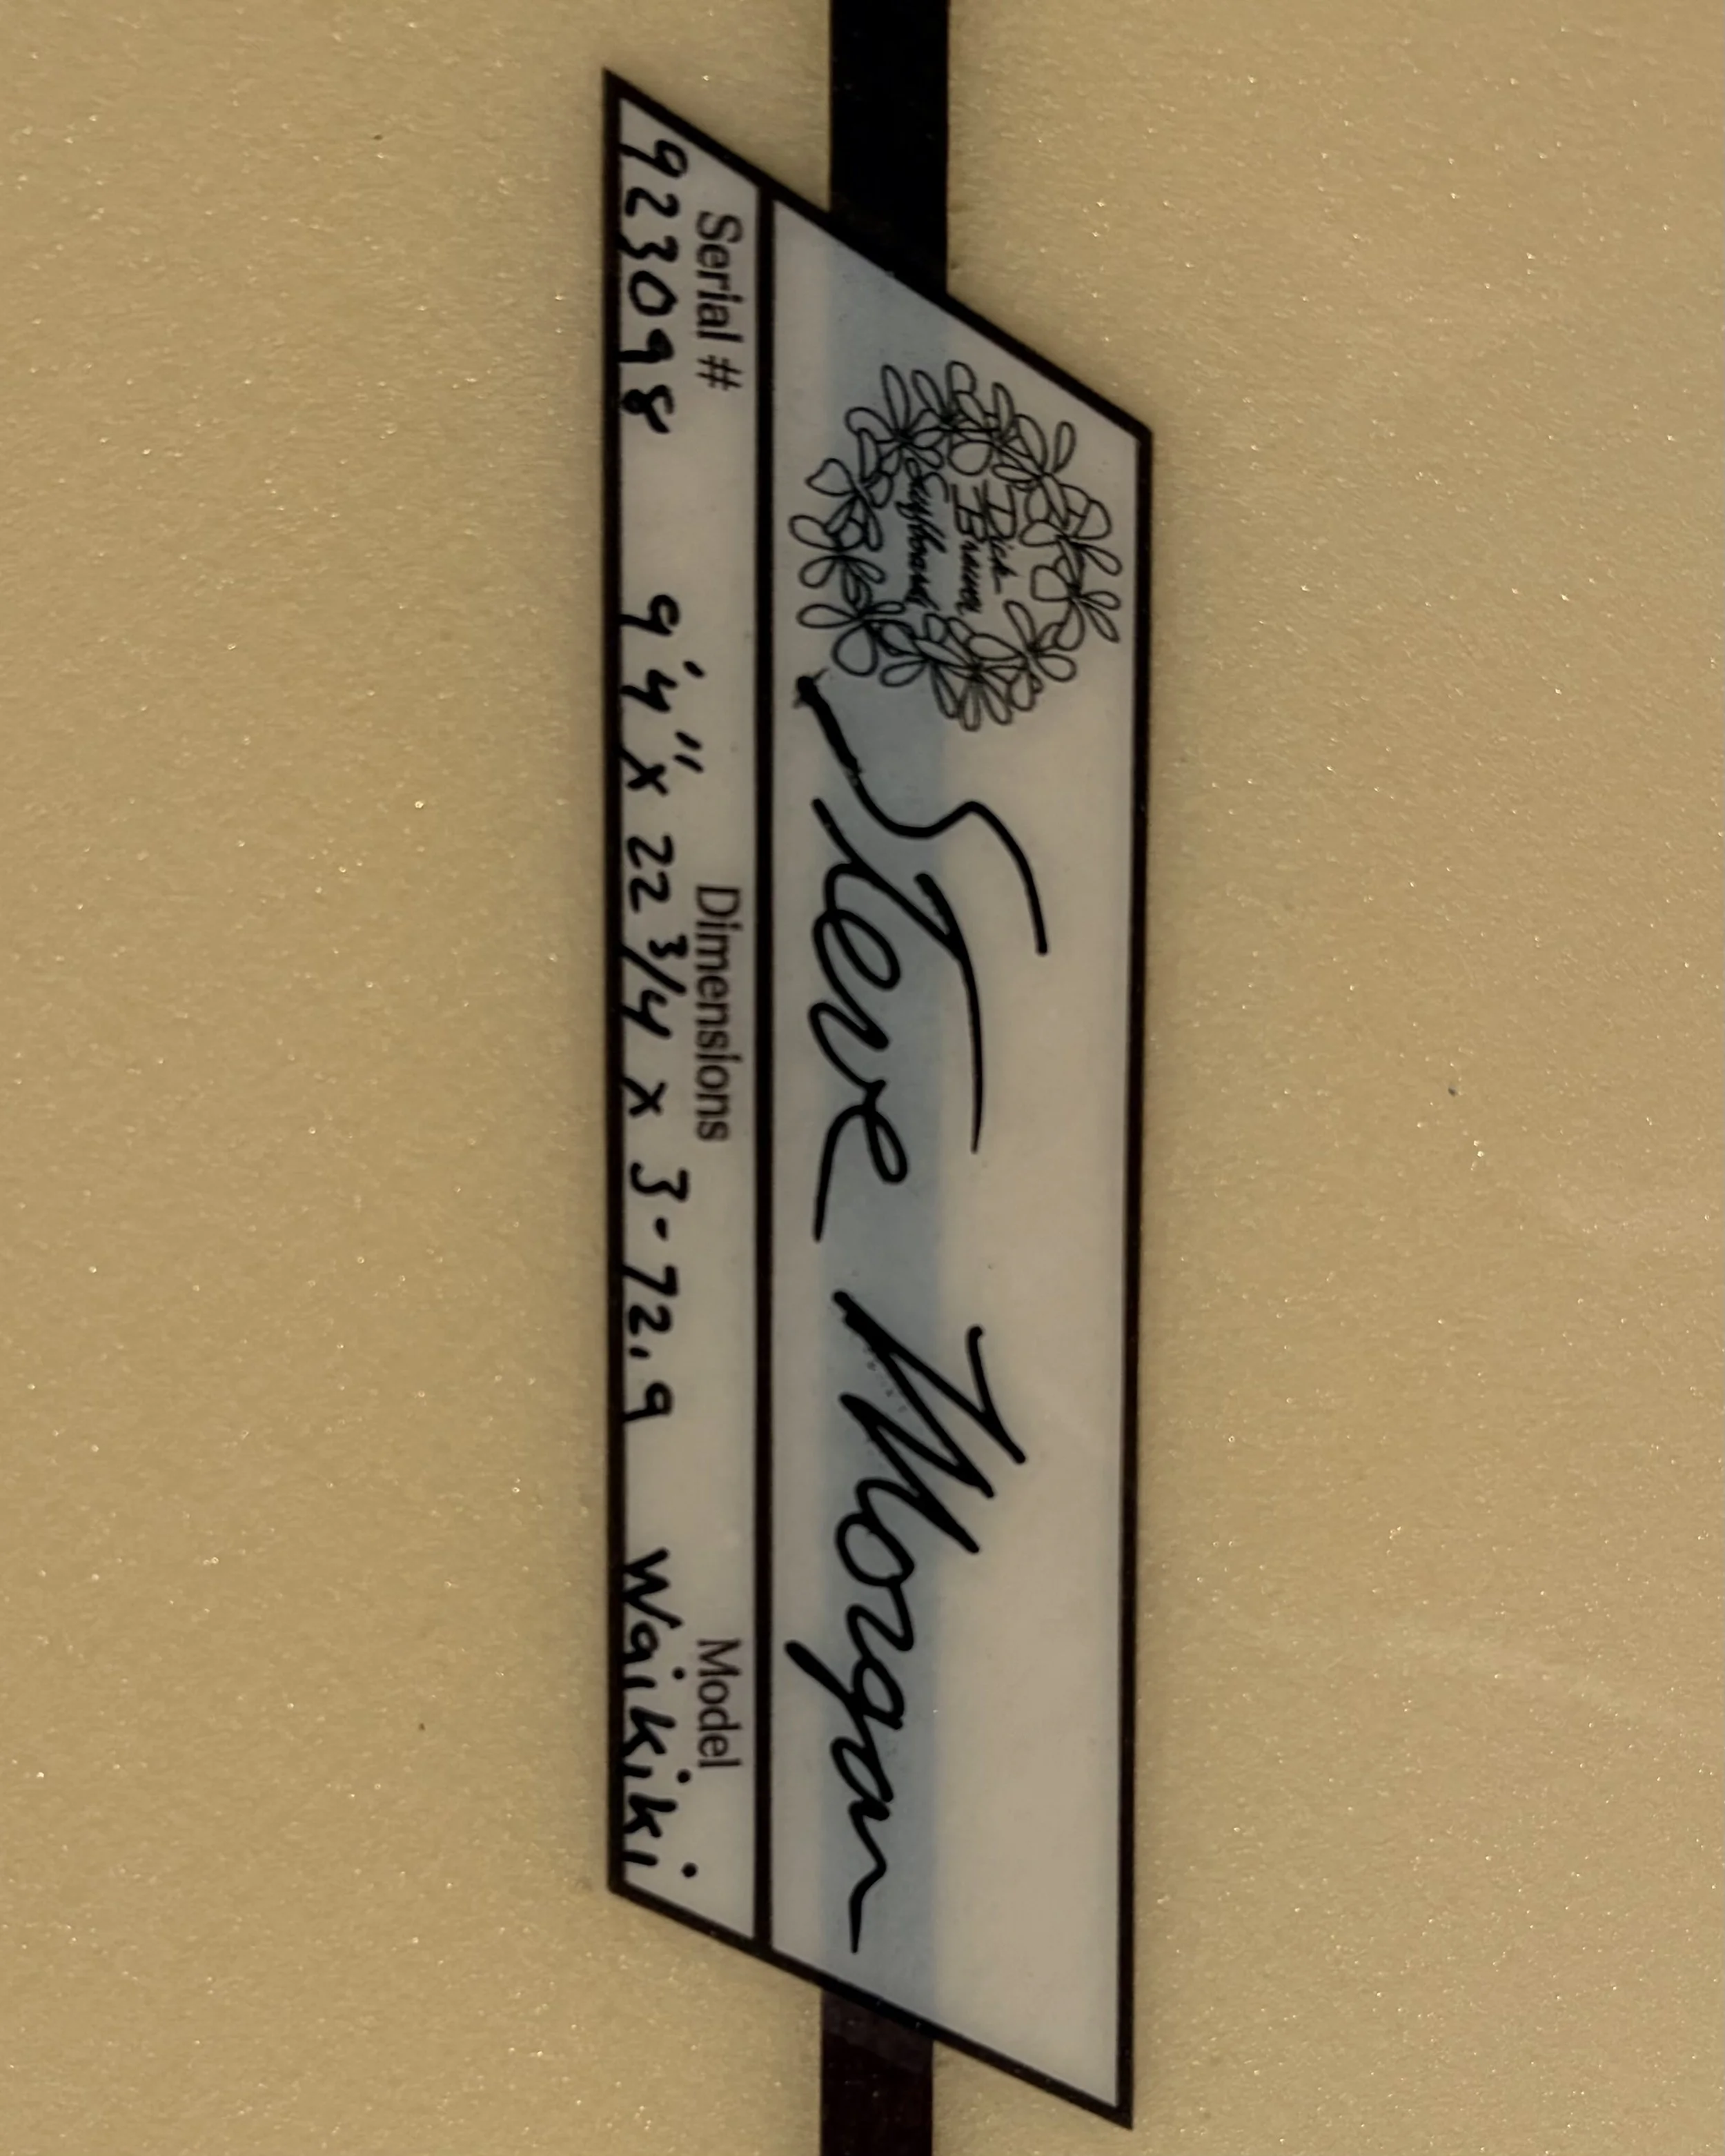 Dick
Brewer
Surfboards
Steve Morgan
Serial # Dimensions Model
923098 9'4" x 22 3/4 x 3-72.9 Waikiki